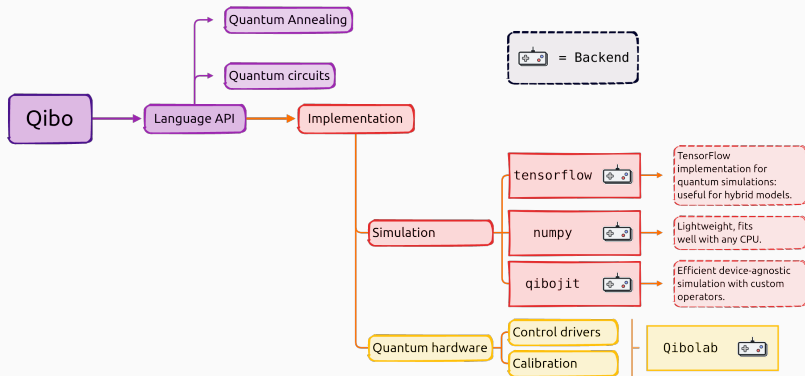 Quantum Annealing
= Backend
Quantum circuits
Qibo
Language API
Implementation
tensorflow
TensorFlow
implementation for
quantum simulations:
useful for hybrid models.
Simulation
numpy
Lightweight, fits
well with any CPU.
qibojit
Efficient device-agnostic
simulation with custom
operators.
Quantum hardware
Control drivers
Calibration
Qibolab